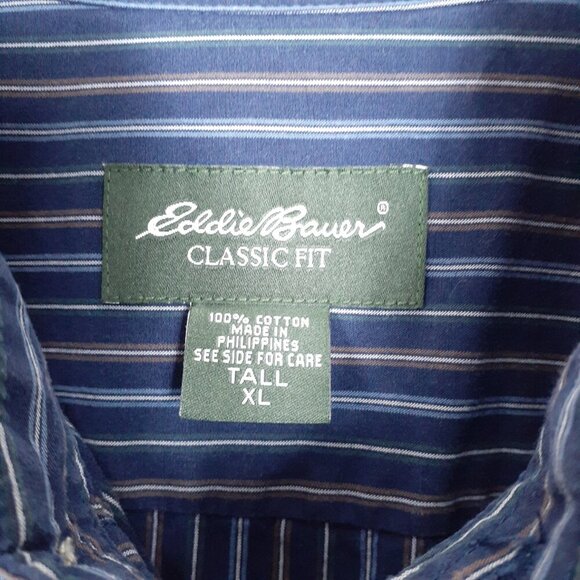 Eddie Bauer®
CLASSIC FIT
100% COTTON
MADE IN
PHILIPPINES
SEE SIDE FOR CARE
TALL
XL